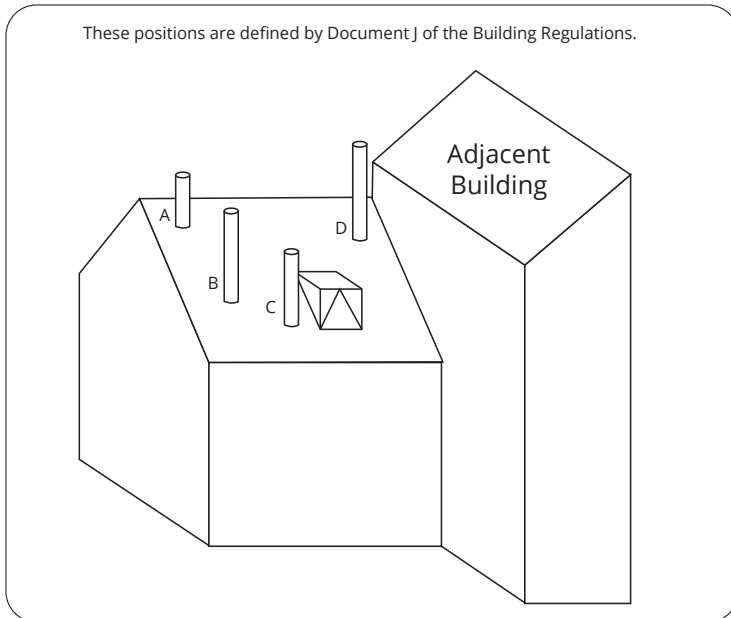 These positions are defined by Document J of the Building Regulations.
Adjacent
Building
A
D
B
C